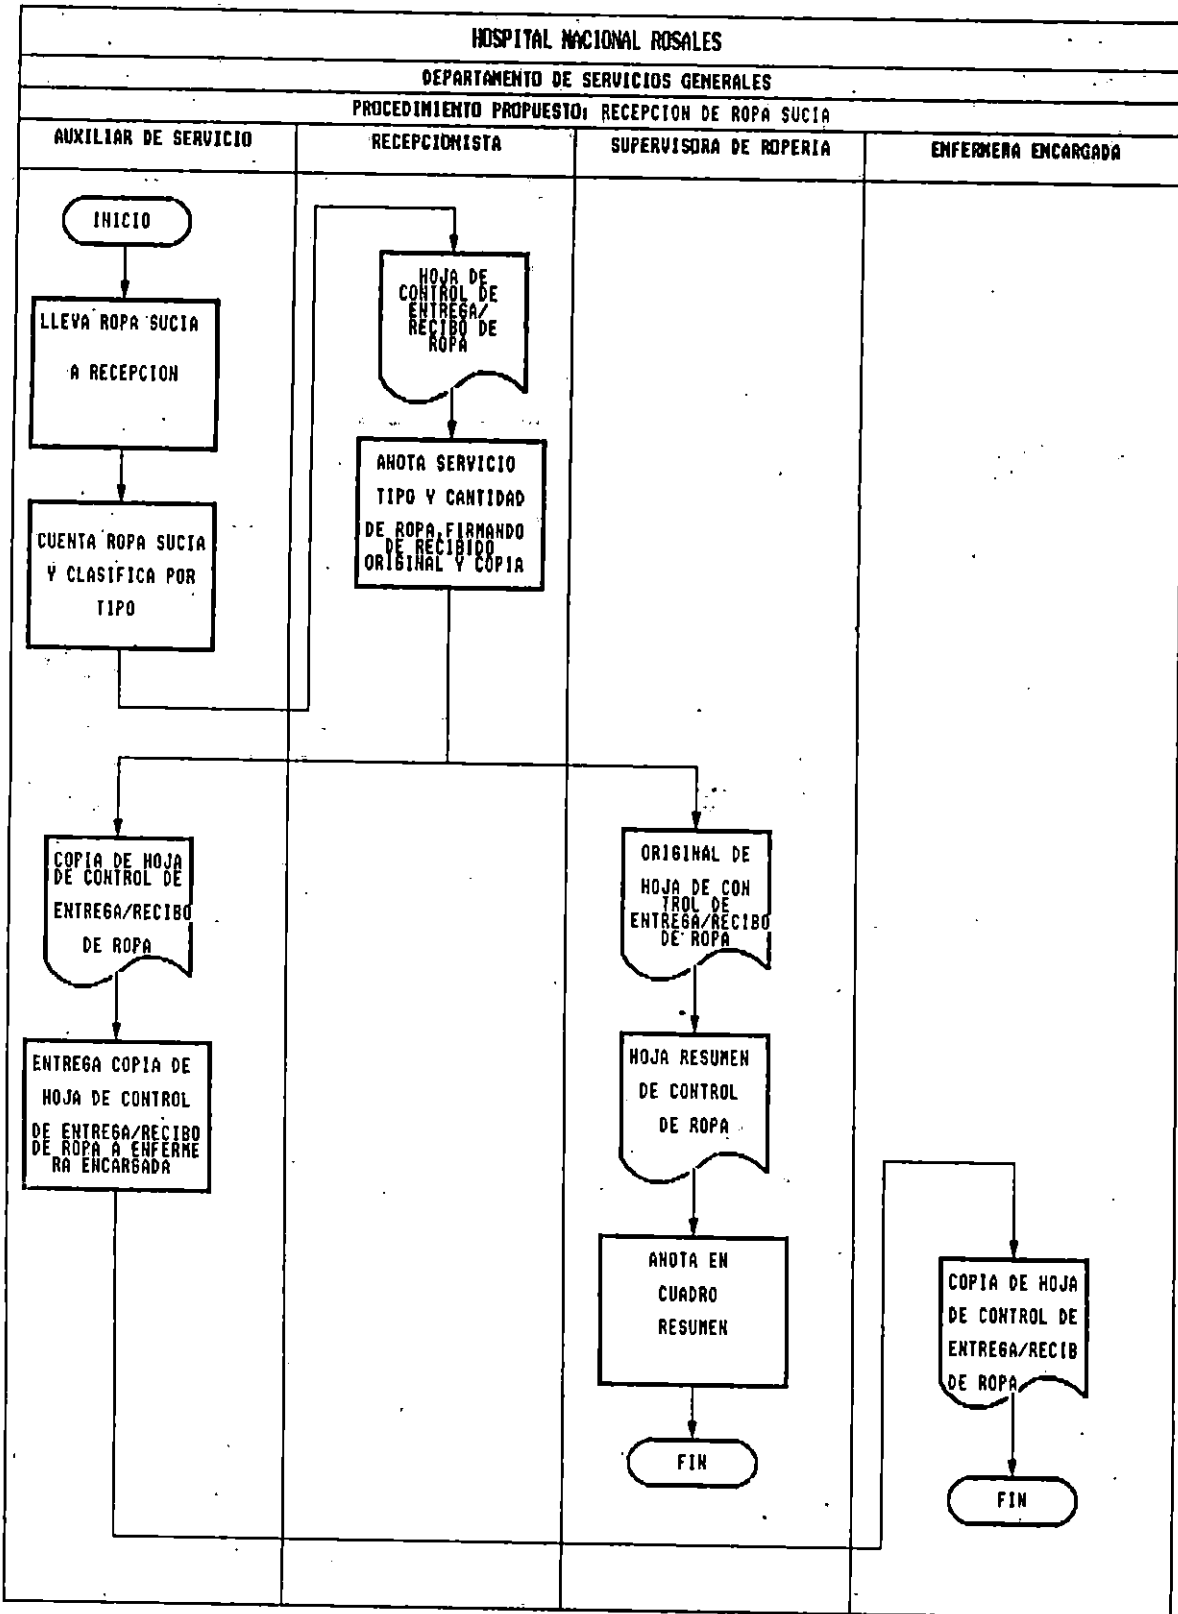 HOSPITAL NACIONAL ROSALES
DEPARTAMENTO DE SERVICIOS GENERALES
PROCEDIMIENTO PROPUESTO: RECEPCION DE ROPA SUCIA
AUXILIAR DE SERVICIO
RECEPCIONISTA
SUPERVISORA DE ROPERIA
ENFERMERA ENCARGADA
INICIO
LLEVA ROPA SUCIA
A RECEPCION
CUENTA ROPA SUCIA
Y CLASIFICA POR
TIPO
HOJA DE
CONTROL DE
ENTREGA/
RECIBO DE
ROPA
ANOTA SERVICIO
TIPO Y CANTIDAD
DE ROPA, FIRMANDO
DE RECIBIDO
ORIGINAL Y COPIA
COPIA DE HOJA
DE CONTROL DE
ENTREGA/RECIBO
DE ROPA
ENTREGA COPIA DE
HOJA DE CONTROL
DE ENTREGA/RECIBO
DE ROPA A ENFERME
RA ENCARGADA
ORIGINAL DE
HOJA DE CON
TROL DE
ENTREGA/RECIBO
DE ROPA
HOJA RESUMEN
DE CONTROL
DE ROPA
ANOTA EN
CUADRO
RESUMEN
FIN
COPIA DE HOJA
DE CONTROL DE
ENTREGA/RECIB
DE ROPA
FIN